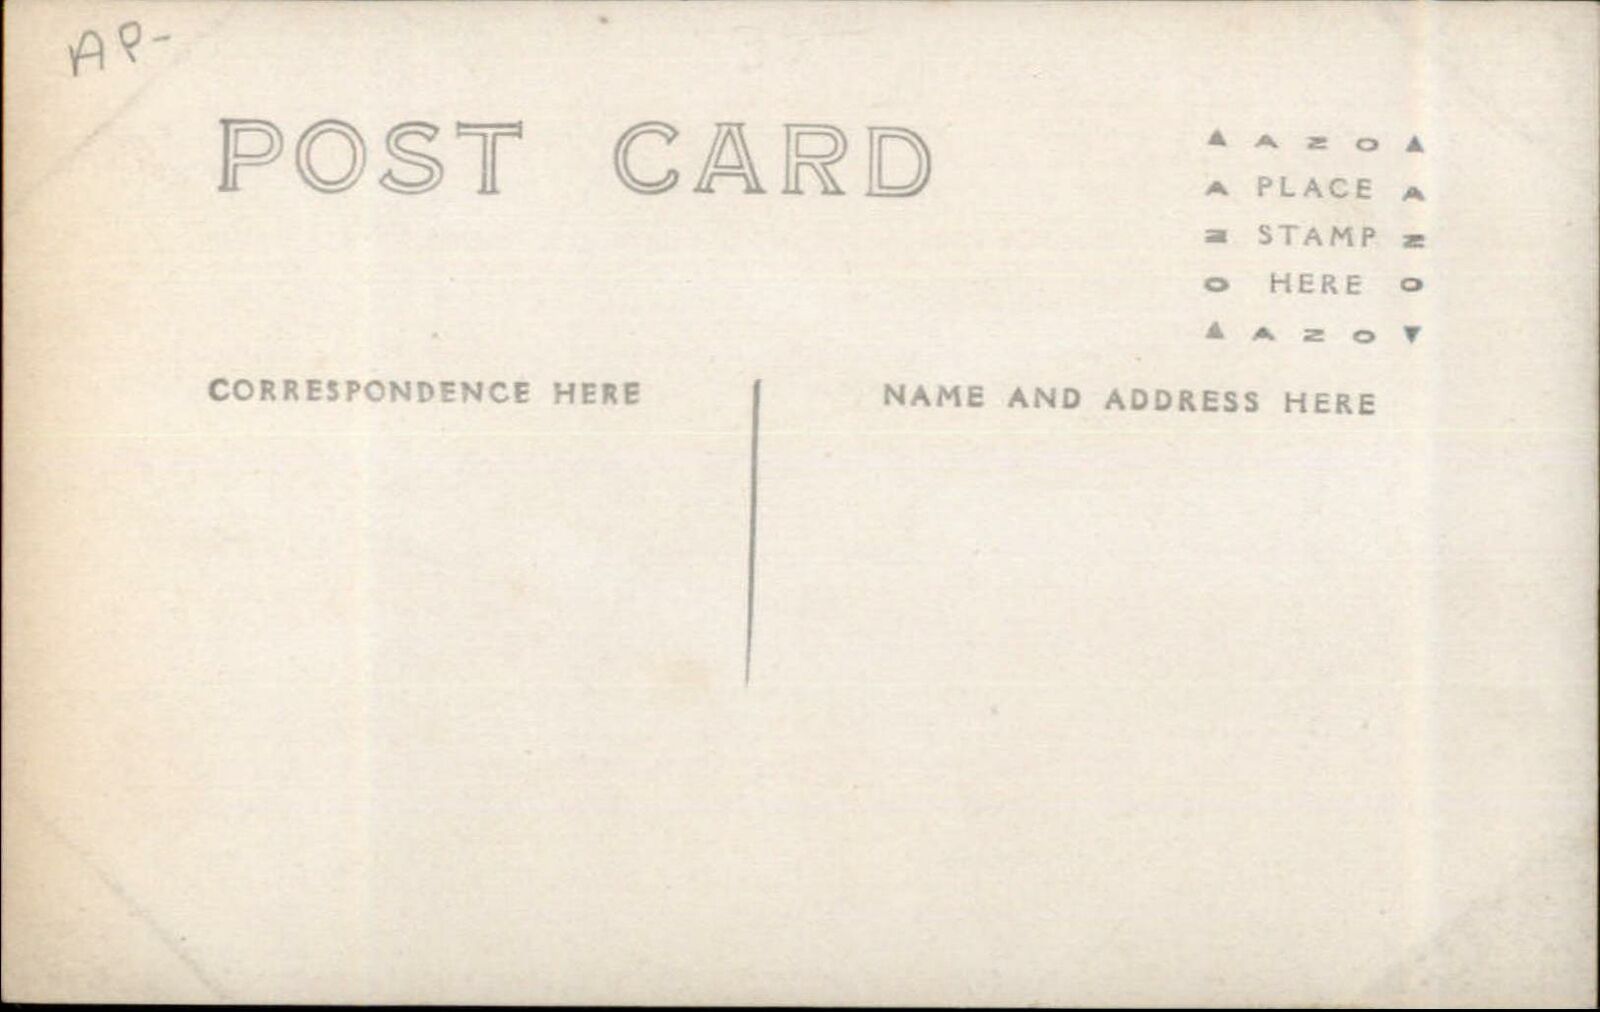 AP-
POST CARD
▲ A Z O ▲
A PLACE A
Z STAMP Z
O HERE O
▲ A Z O ▼
CORRESPONDENCE HERE
NAME AND ADDRESS HERE